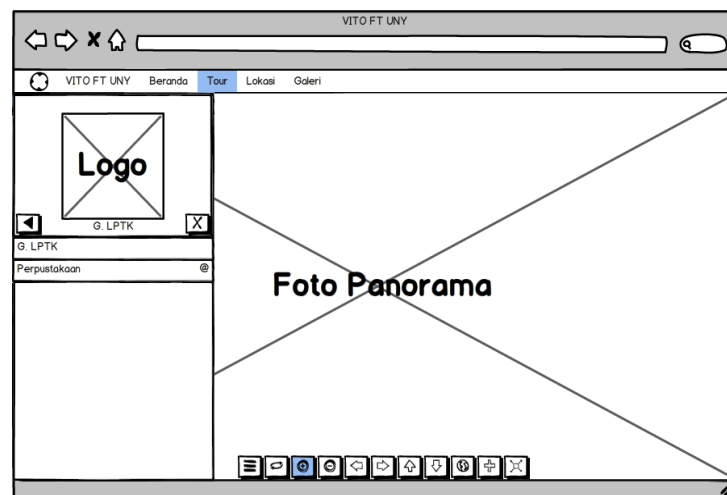 VITO FT UNY
VITO FT UNY Beranda Tour Lokasi Galeri
Logo
G. LPTK
X
G. LPTK
Perpustakaan @
Foto Panorama